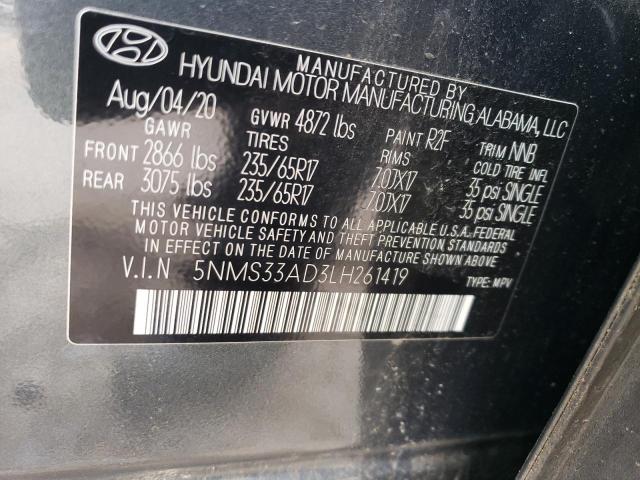 MANUFACTURED BY
HYUNDAI MOTOR MANUFACTURING ALABAMA, LLC
Aug/04/20 GVWR 4872 lbs PAINT R2F TRIM NNB
GAWR TIRES RIMS COLD TIRE INFL
FRONT 2866 lbs 235/65R17 7.0JX17 35 psi SINGLE
REAR 3075 lbs 235/65R17 7.0JX17 35 psi SINGLE
THIS VEHICLE CONFORMS TO ALL APPLICABLE U.S.A. FEDERAL
MOTOR VEHICLE SAFETY AND THEFT PREVENTION STANDARDS
IN EFFECT ON THE DATE OF MANUFACTURE SHOWN ABOVE.
V.I.N 5NMS33AD3LH261419 TYPE: MPV